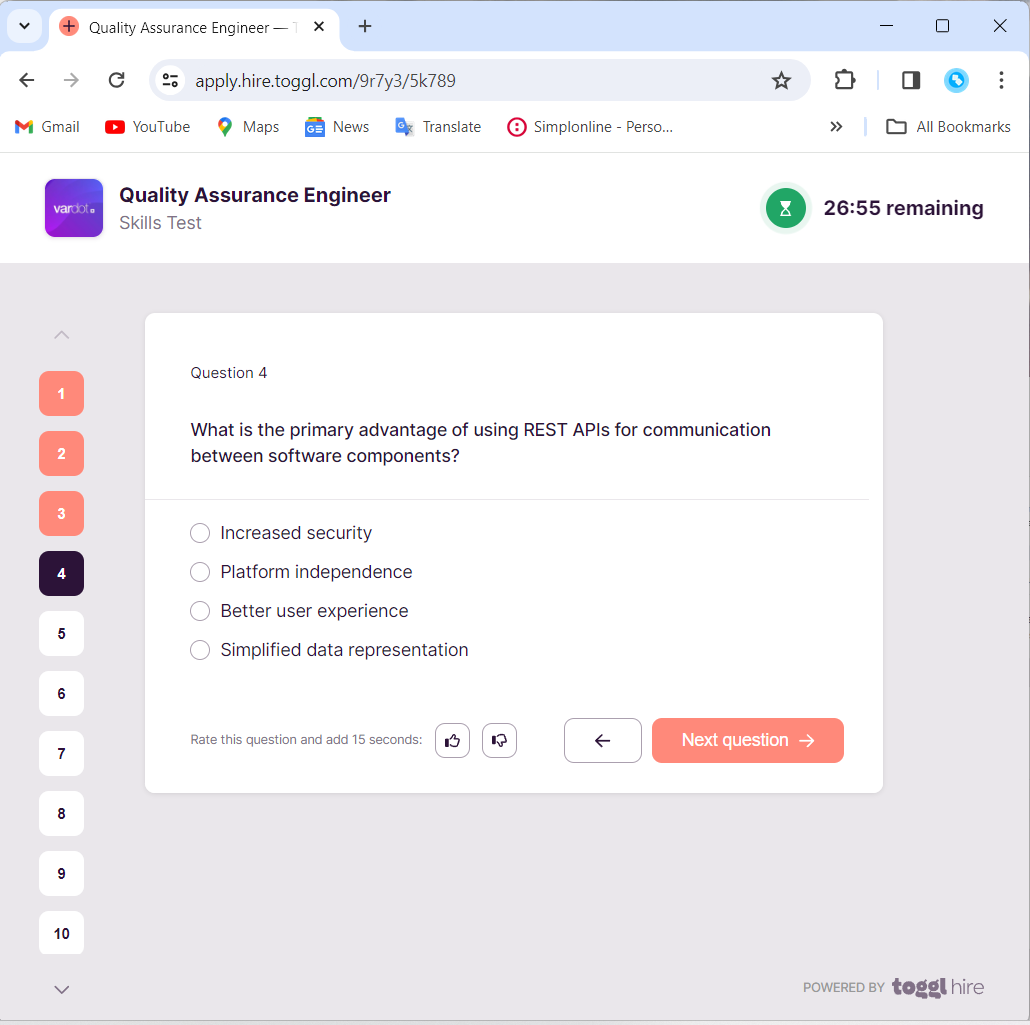 Quality Assurance Engineer —
apply.hire.toggl.com/9r7y3/5k789
Gmail
YouTube
Maps
News
Translate
Simplonline - Perso...
All Bookmarks
vardot
Quality Assurance Engineer
Skills Test
26:55 remaining
1
2
3
4
5
6
7
8
9
10
Question 4
What is the primary advantage of using REST APIs for communication
between software components?
Increased security
Platform independence
Better user experience
Simplified data representation
Rate this question and add 15 seconds:
Next question
POWERED BY toggl hire